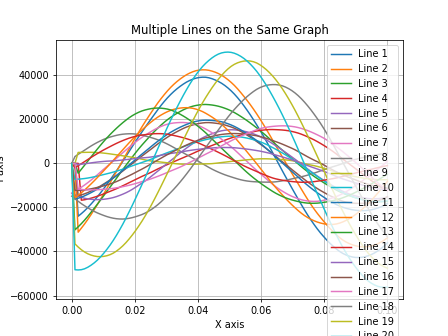 Multiple Lines on the Same Graph
40000
20000
0
−20000
−40000
−60000
0.00
0.02
0.04
0.06
X axis
Line 1
Line 2
Line 3
Line 4
Line 5
Line 6
Line 7
Line 8
Line 9
Line 10
Line 11
Line 12
Line 13
Line 14
Line 15
Line 16
Line 17
Line 18
Line 19